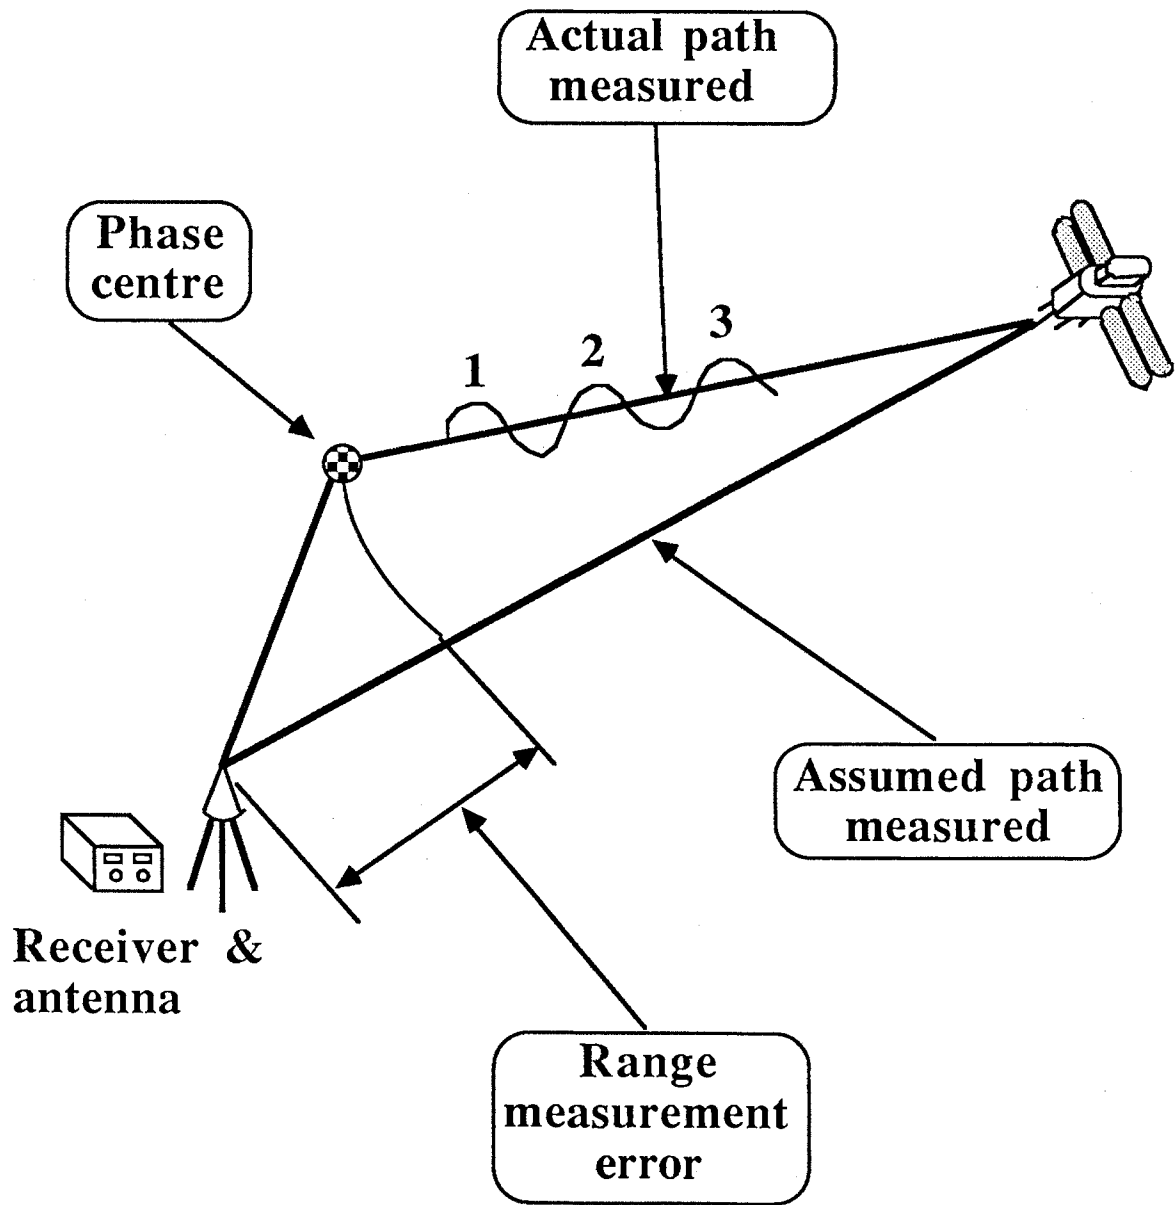 Actual path
measured
Phase
centre
1
2
3
Assumed path
measured
Receiver &
antenna
Range
measurement
error